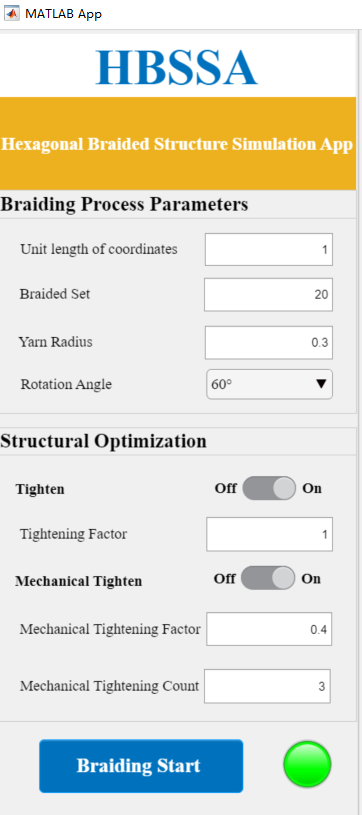 MATLAB App
HBSSA
Hexagonal Braided Structure Simulation App
Braiding Process Parameters
Unit length of coordinates 1
Braided Set 20
Yarn Radius 0.3
Rotation Angle 60°
Structural Optimization
Tighten Off On
Tightening Factor 1
Mechanical Tighten Off On
Mechanical Tightening Factor 0.4
Mechanical Tightening Count 3
Braiding Start